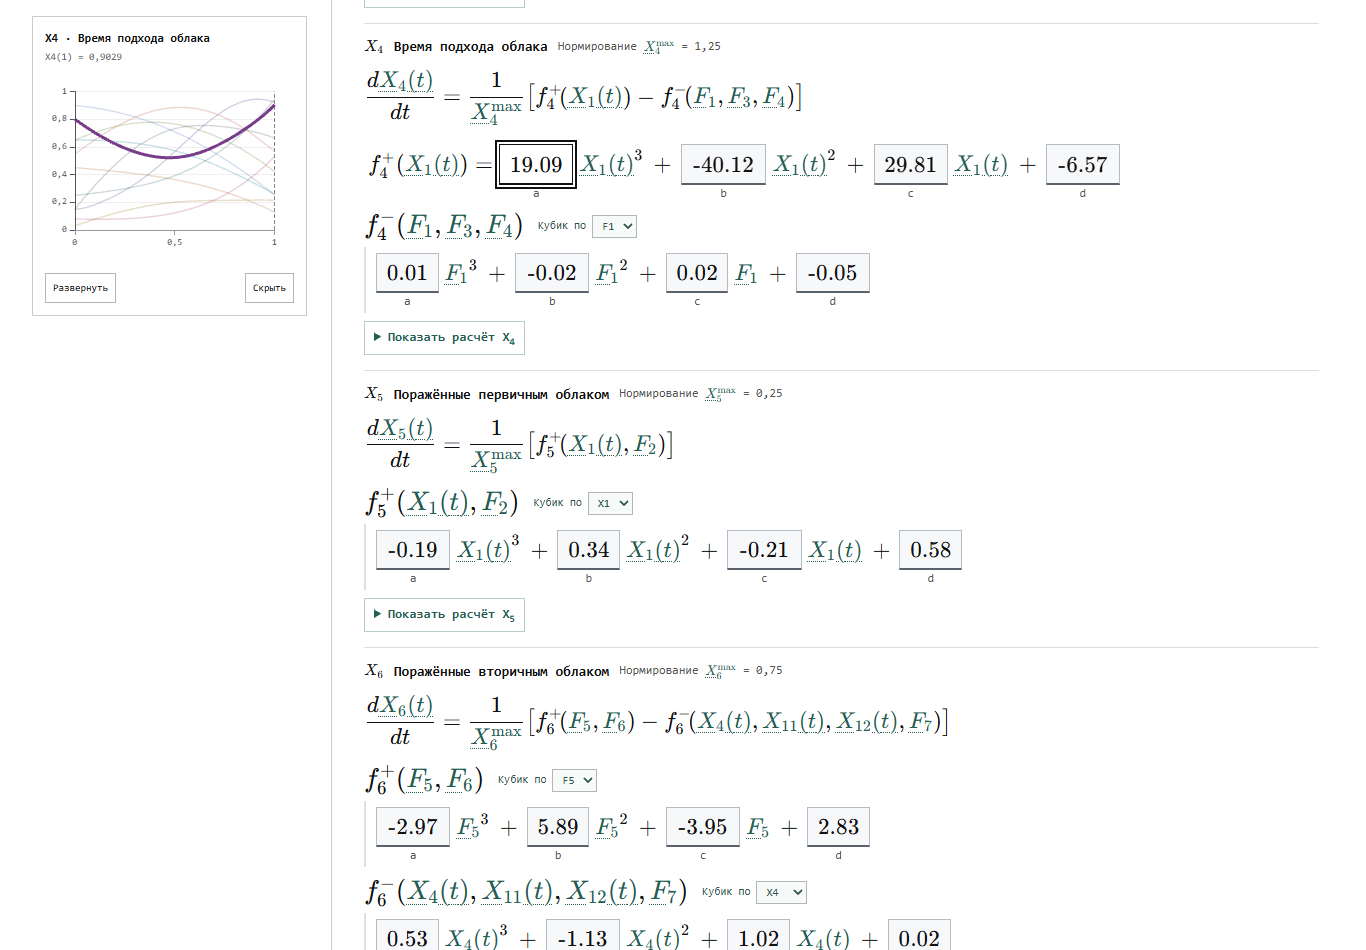 X4 · Время подхода облака
X4(1) = 0,9029
1
0,8
0,6
0,4
0,2
0
0 0,5 1
Развернуть Скрыть
X₄ Время подхода облака Нормирование X₄ᵐᵃˣ = 1,25
dX₄(t)/dt = 1/X₄ᵐᵃˣ [f₄⁺(X₁(t)) − f₄⁻(F₁, F₃, F₄)]
f₄⁺(X₁(t)) = 19.09 X₁(t)³ + -40.12 X₁(t)² + 29.81 X₁(t) + -6.57
a b c d
f₄⁻(F₁, F₃, F₄) Кубик по F1
0.01 F₁³ + -0.02 F₁² + 0.02 F₁ + -0.05
a b c d
▶ Показать расчёт X₄
X₅ Поражённые первичным облаком Нормирование X₅ᵐᵃˣ = 0,25
dX₅(t)/dt = 1/X₅ᵐᵃˣ [f₅⁺(X₁(t), F₂)]
f₅⁺(X₁(t), F₂) Кубик по X1
-0.19 X₁(t)³ + 0.34 X₁(t)² + -0.21 X₁(t) + 0.58
a b c d
▶ Показать расчёт X₅
X₆ Поражённые вторичным облаком Нормирование X₆ᵐᵃˣ = 0,75
dX₆(t)/dt = 1/X₆ᵐᵃˣ [f₆⁺(F₅, F₆) − f₆⁻(X₄(t), X₁₁(t), X₁₂(t), F₇)]
f₆⁺(F₅, F₆) Кубик по F5
-2.97 F₅³ + 5.89 F₅² + -3.95 F₅ + 2.83
a b c d
f₆⁻(X₄(t), X₁₁(t), X₁₂(t), F₇) Кубик по X4
0.53 X₄(t)³ + -1.13 X₄(t)² + 1.02 X₄(t) + 0.02